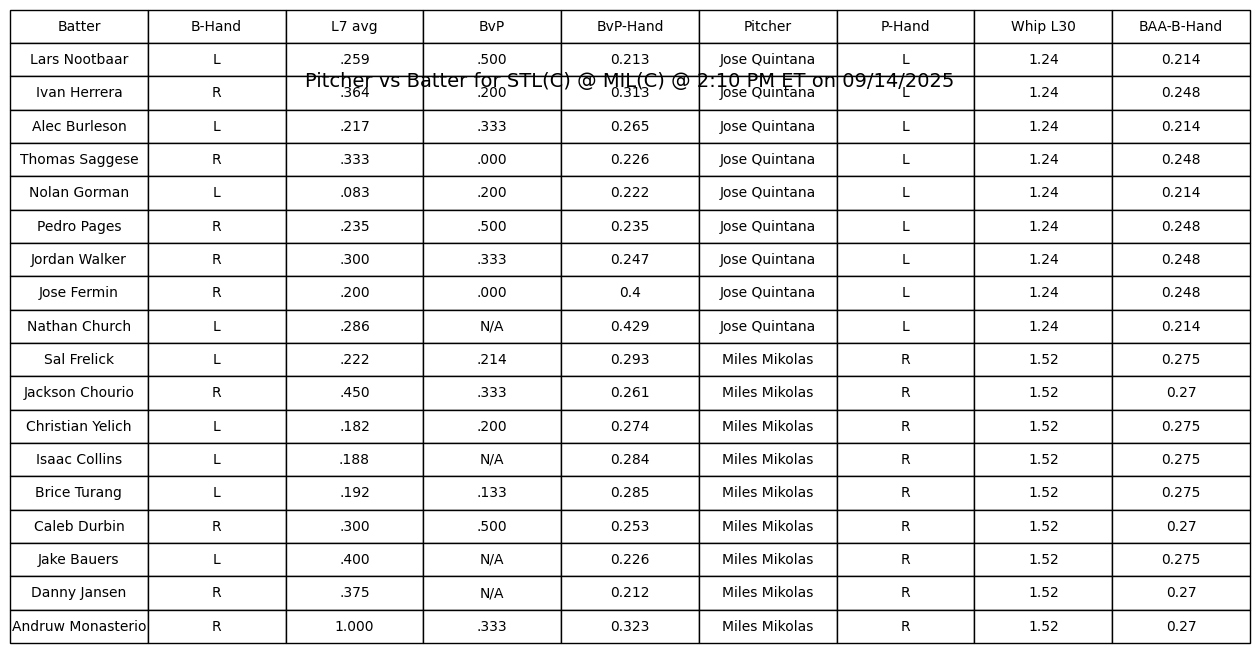 Batter B-Hand L7 avg BvP BvP-Hand Pitcher P-Hand Whip L30 BAA-B-Hand
Lars Nootbaar L .259 .500 0.213 Jose Quintana L 1.24 0.214
Pitcher vs Batter for STL(C) @ MIL(C) @ 2:10 PM ET on 09/14/2025
Ivan Herrera R .364 .200 0.313 Jose Quintana L 1.24 0.248
Alec Burleson L .217 .333 0.265 Jose Quintana L 1.24 0.214
Thomas Saggese R .333 .000 0.226 Jose Quintana L 1.24 0.248
Nolan Gorman L .083 .200 0.222 Jose Quintana L 1.24 0.214
Pedro Pages R .235 .500 0.235 Jose Quintana L 1.24 0.248
Jordan Walker R .300 .333 0.247 Jose Quintana L 1.24 0.248
Jose Fermin R .200 .000 0.4 Jose Quintana L 1.24 0.248
Nathan Church L .286 N/A 0.429 Jose Quintana L 1.24 0.214
Sal Frelick L .222 .214 0.293 Miles Mikolas R 1.52 0.275
Jackson Chourio R .450 .333 0.261 Miles Mikolas R 1.52 0.27
Christian Yelich L .182 .200 0.274 Miles Mikolas R 1.52 0.275
Isaac Collins L .188 N/A 0.284 Miles Mikolas R 1.52 0.275
Brice Turang L .192 .133 0.285 Miles Mikolas R 1.52 0.275
Caleb Durbin R .300 .500 0.253 Miles Mikolas R 1.52 0.27
Jake Bauers L .400 N/A 0.226 Miles Mikolas R 1.52 0.275
Danny Jansen R .375 N/A 0.212 Miles Mikolas R 1.52 0.27
Andruw Monasterio R 1.000 .333 0.323 Miles Mikolas R 1.52 0.27